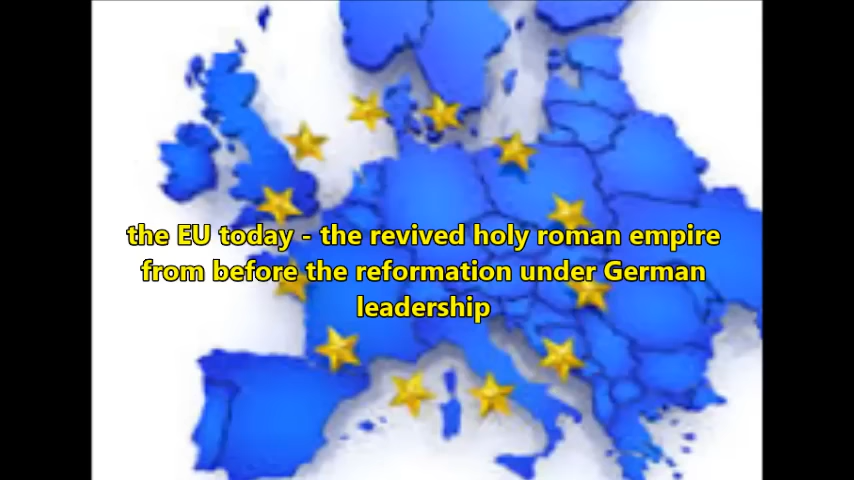 the EU today - the revived holy roman empire
from before the reformation under German
leadership